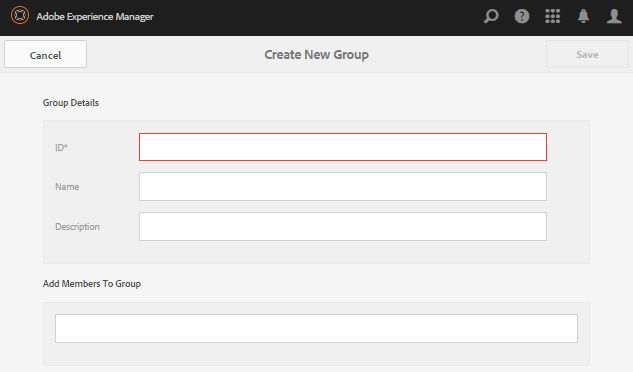 Adobe Experience Manager
Cancel
Create New Group
Save
Group Details
ID*
Name
Description
Add Members To Group